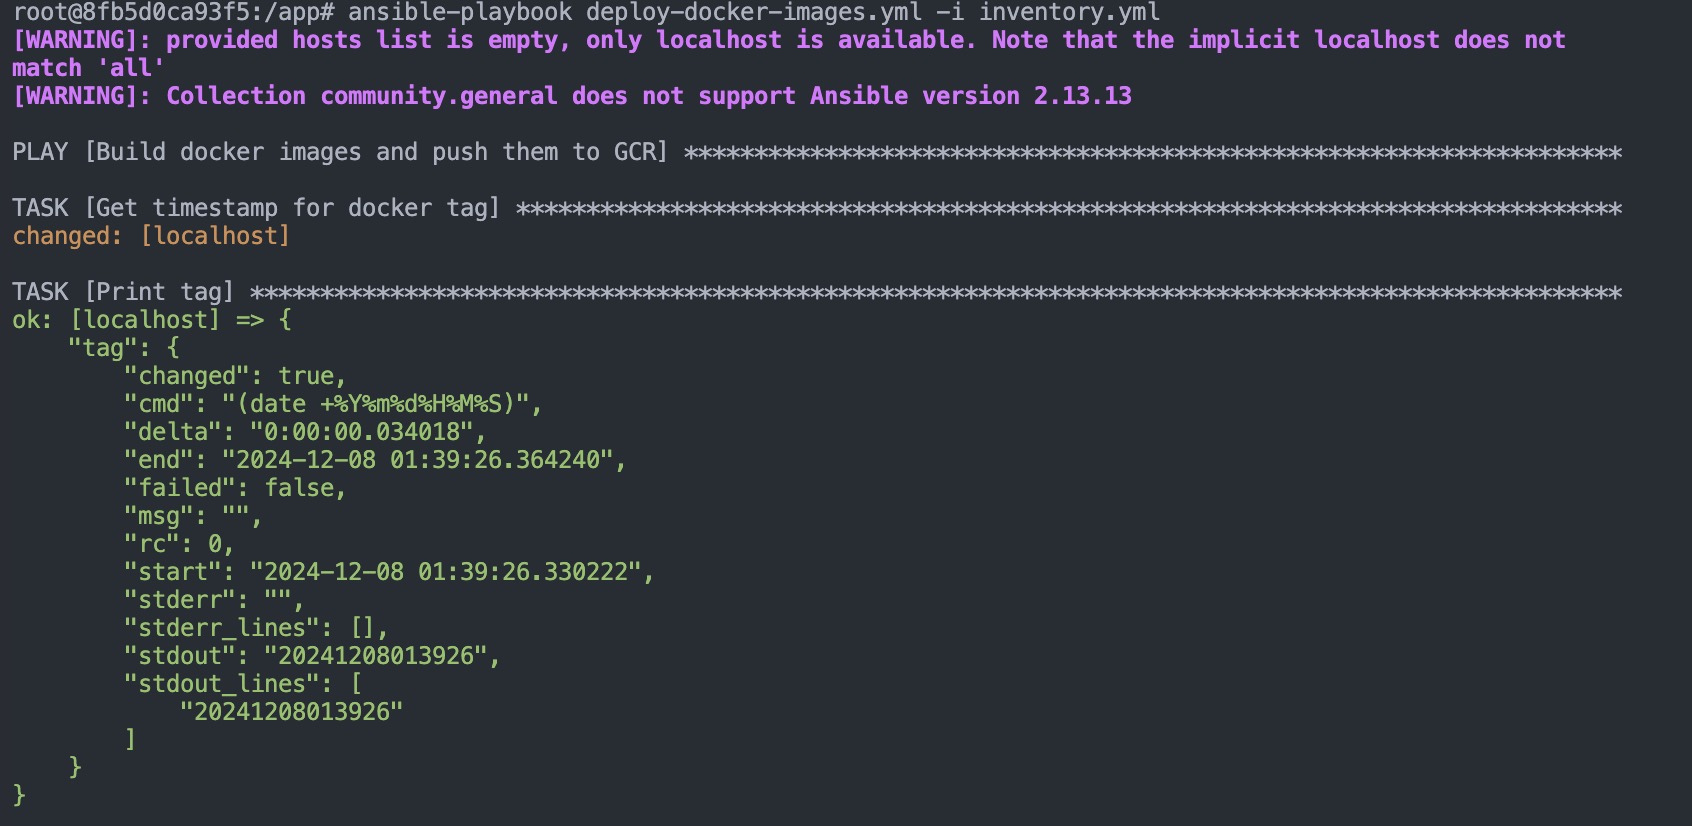 root@8fb5d0ca93f5:/app# ansible-playbook deploy-docker-images.yml -i inventory.yml
[WARNING]: provided hosts list is empty, only localhost is available. Note that the implicit localhost does not
match 'all'
[WARNING]: Collection community.general does not support Ansible version 2.13.13
PLAY [Build docker images and push them to GCR] *******************************************************************
TASK [Get timestamp for docker tag] *******************************************************************************
changed: [localhost]
TASK [Print tag] **************************************************************************************************
ok: [localhost] => {
    "tag": {
        "changed": true,
        "cmd": "(date +%Y%m%d%H%M%S)",
        "delta": "0:00:00.034018",
        "end": "2024-12-08 01:39:26.364240",
        "failed": false,
        "msg": "",
        "rc": 0,
        "start": "2024-12-08 01:39:26.330222",
        "stderr": "",
        "stderr_lines": [],
        "stdout": "20241208013926",
        "stdout_lines": [
            "20241208013926"
        ]
    }
}